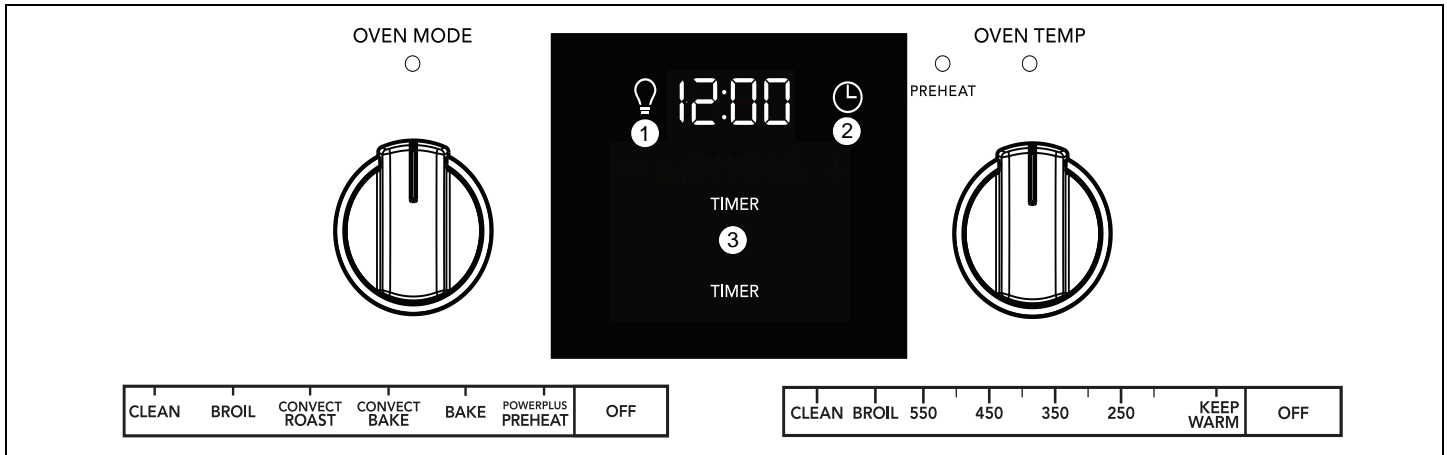 OVEN MODE
OVEN TEMP
12:00
PREHEAT
1
2
TIMER
3
TIMER
CLEAN BROIL CONVECT ROAST CONVECT BAKE BAKE POWERPLUS PREHEAT OFF
CLEAN BROIL 550 450 350 250 KEEP WARM OFF